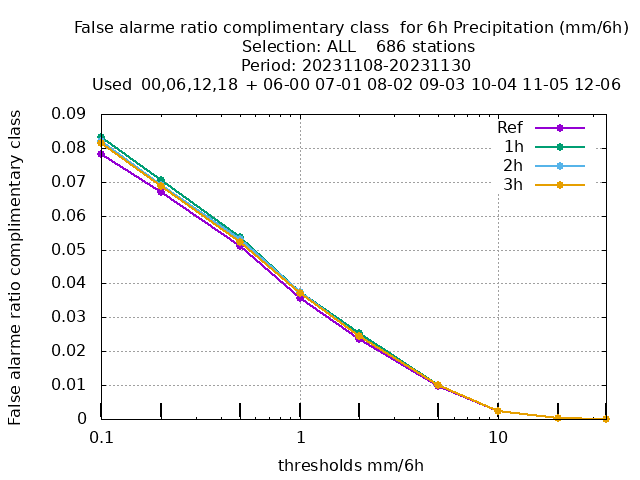 False alarme ratio complimentary class  for 6h Precipitation (mm/6h)
Selection: ALL    686 stations
Period: 20231108-20231130
Used  00,06,12,18  + 06-00 07-01 08-02 09-03 10-04 11-05 12-06
False alarme ratio complimentary class
0.09
0.08
0.07
0.06
0.05
0.04
0.03
0.02
0.01
0
Ref
1h
2h
3h
0.1
1
10
thresholds mm/6h